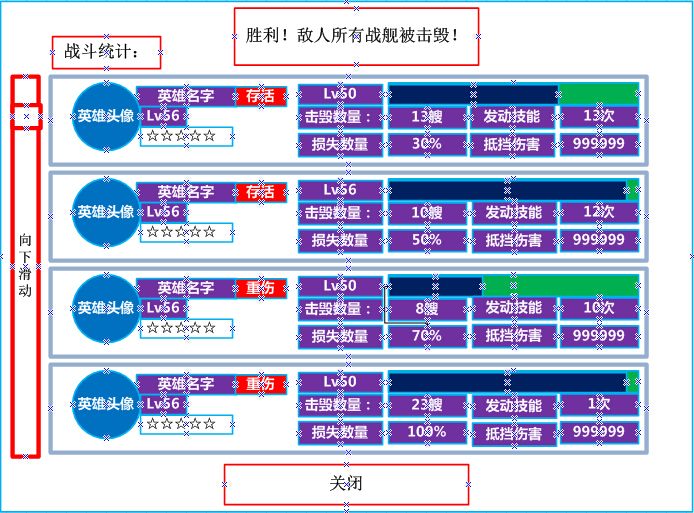 胜利！敌人所有战舰被击毁！
战斗统计：
向下滑动
英雄头像
英雄名字 存活
Lv56
☆☆☆☆☆
Lv50
击毁数量： 13艘 发动技能 13次
损失数量 30% 抵挡伤害 999999
英雄头像
英雄名字 存活
Lv56
☆☆☆☆☆
Lv56
击毁数量： 10艘 发动技能 12次
损失数量 50% 抵挡伤害 999999
英雄头像
英雄名字 重伤
Lv56
☆☆☆☆☆
Lv50
击毁数量： 8艘 发动技能 10次
损失数量 70% 抵挡伤害 999999
英雄头像
英雄名字 重伤
Lv56
☆☆☆☆☆
Lv50
击毁数量： 23艘 发动技能 1次
损失数量 100% 抵挡伤害 999999
关闭